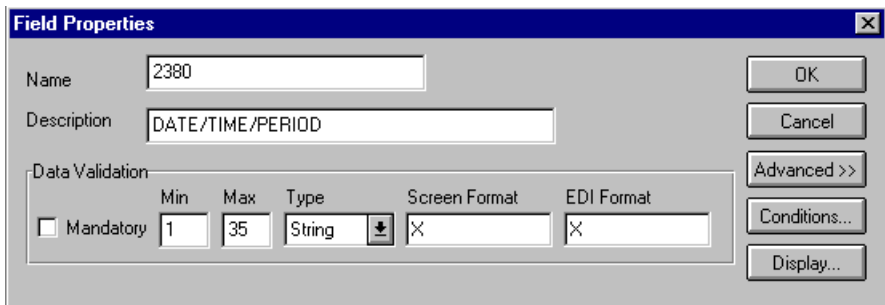 Field Properties
Name 2380 OK
Description DATE/TIME/PERIOD Cancel
Data Validation Advanced >>
Min Max Type Screen Format EDI Format
Mandatory 1 35 String X X Conditions...
Display...